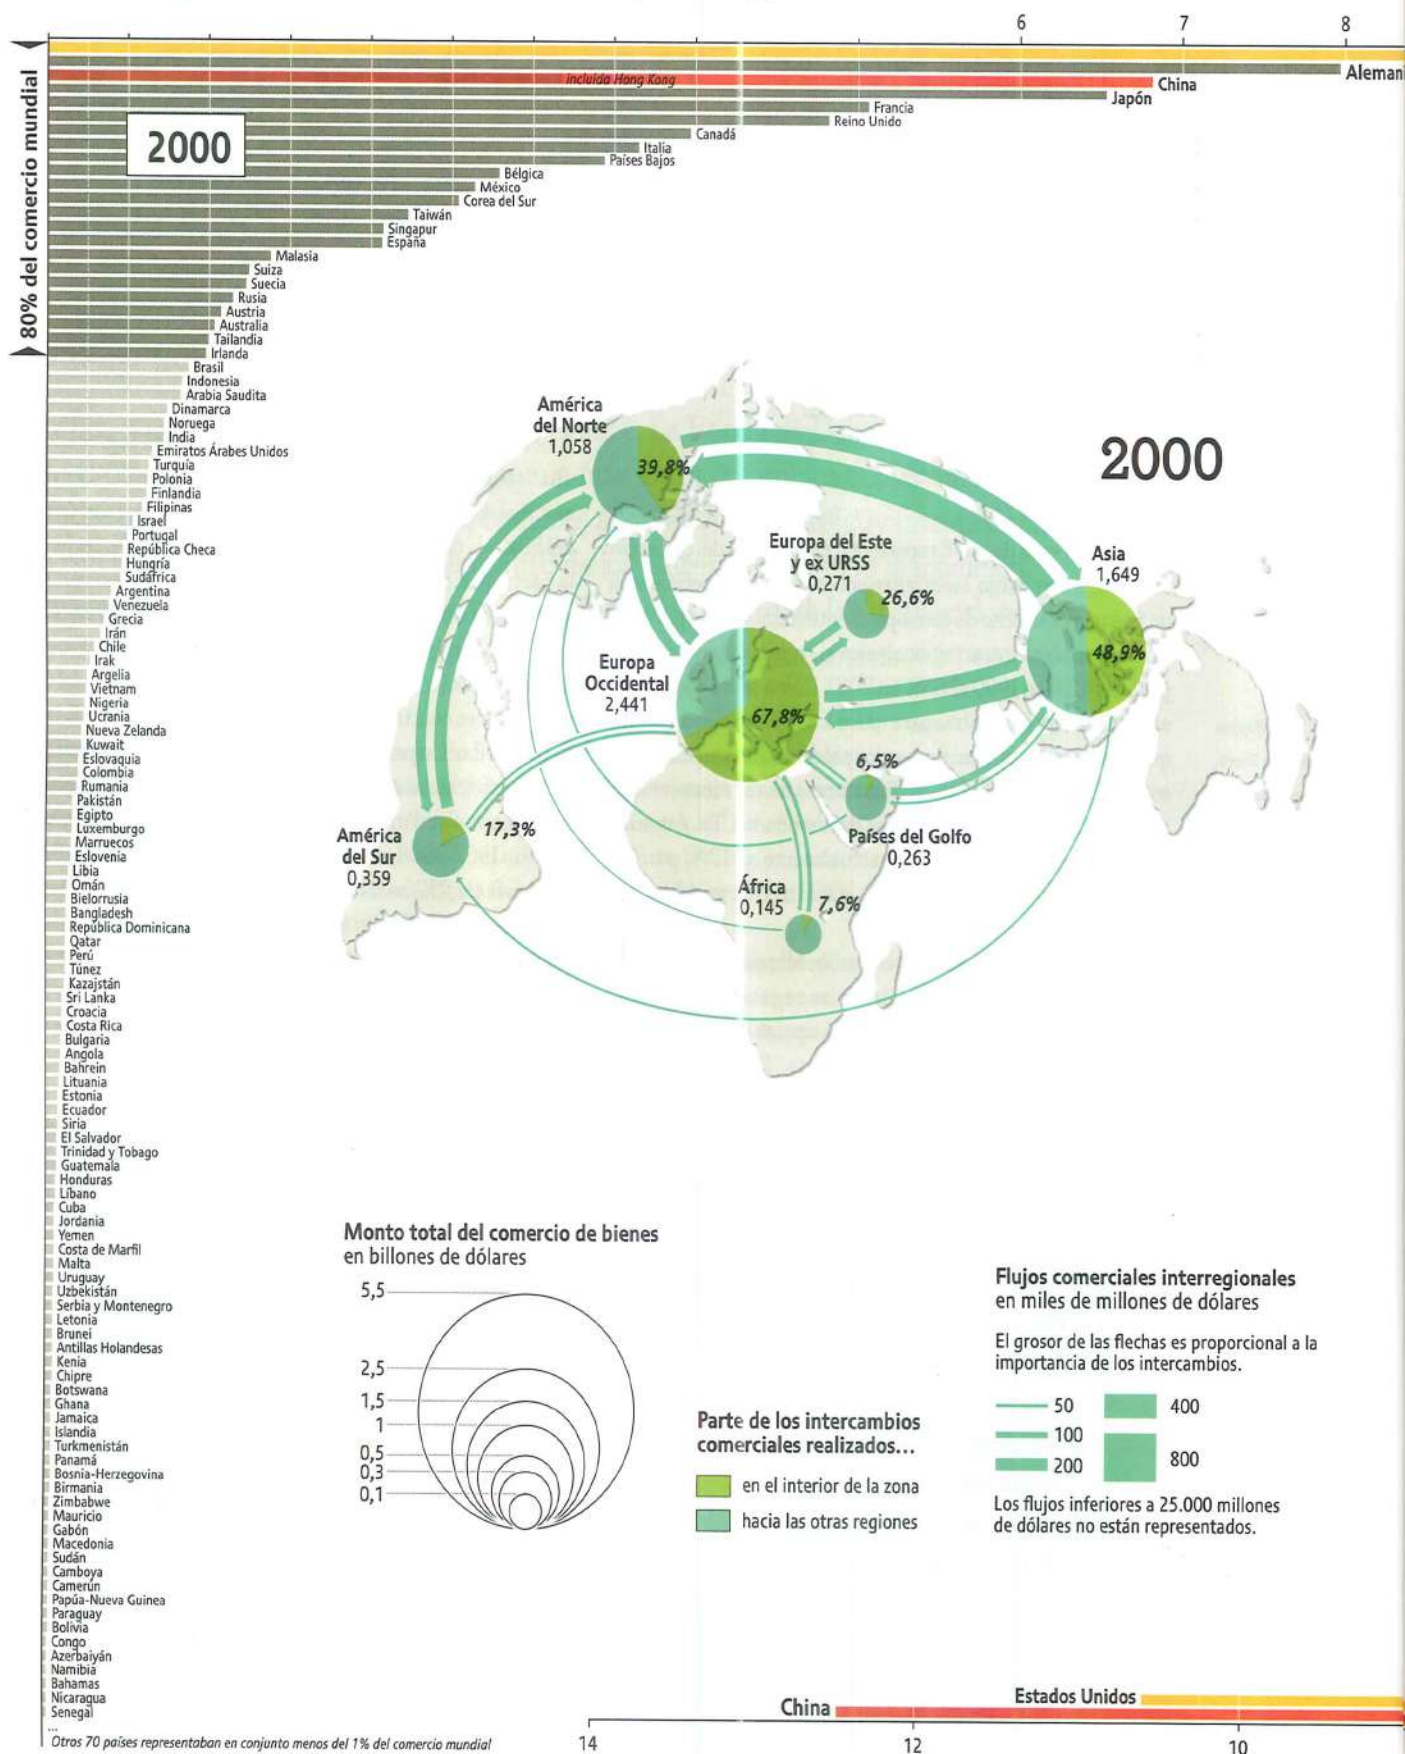 6 7 8
80% del comercio mundial
2000
Aleman
incluida Hong Kong
China
Japón
Francia
Reino Unido
Canadá
Italia
Países Bajos
Bélgica
México
Corea del Sur
Taiwán
Singapur
España
Malasia
Suiza
Suecia
Rusia
Austria
Australia
Tailandia
Irlanda
Brasil
Indonesia
Arabia Saudita
Dinamarca
Noruega
India
Emiratos Árabes Unidos
Turquía
Polonia
Finlandia
Filipinas
Israel
Portugal
República Checa
Hungría
Sudáfrica
Argentina
Venezuela
Grecia
Irán
Chile
Irak
Argelia
Vietnam
Nigeria
Ucrania
Nueva Zelanda
Kuwait
Eslovaquia
Colombia
Rumania
Pakistán
Egipto
Luxemburgo
Marruecos
Eslovenia
Libia
Omán
Bielorrusia
Bangladesh
República Dominicana
Qatar
Perú
Túnez
Kazajstán
Sri Lanka
Croacia
Costa Rica
Bulgaria
Angola
Bahrein
Lituania
Estonia
Ecuador
Siria
El Salvador
Trinidad y Tobago
Guatemala
Honduras
Líbano
Cuba
Jordania
Yemen
Costa de Marfil
Malta
Uruguay
Uzbekistán
Serbia y Montenegro
Letonia
Brunei
Antillas Holandesas
Kenia
Chipre
Botswana
Ghana
Jamaica
Islandia
Turkmenistán
Panamá
Bosnia-Herzegovina
Birmania
Zimbabwe
Mauricio
Gabón
Macedonia
Sudán
Camboya
Camerún
Papúa-Nueva Guinea
Paraguay
Bolivia
Congo
Azerbaiyán
Namibia
Bahamas
Nicaragua
Senegal
...
Otros 70 países representaban en conjunto menos del 1% del comercio mundial
2000
América
del Norte
1,058
39,8%
Europa del Este
y ex URSS
0,271
26,6%
Asia
1,649
48,9%
Europa
Occidental
2,441
67,8%
6,5%
Países del Golfo
0,263
América
del Sur
0,359
17,3%
África
0,145
7,6%
Monto total del comercio de bienes
en billones de dólares
5,5
2,5
1,5
1
0,5
0,3
0,1
Parte de los intercambios
comerciales realizados...
en el interior de la zona
hacia las otras regiones
Flujos comerciales interregionales
en miles de millones de dólares
El grosor de las flechas es proporcional a la
importancia de los intercambios.
50 400
100
200 800
Los flujos inferiores a 25.000 millones
de dólares no están representados.
Estados Unidos
China
14 12 10